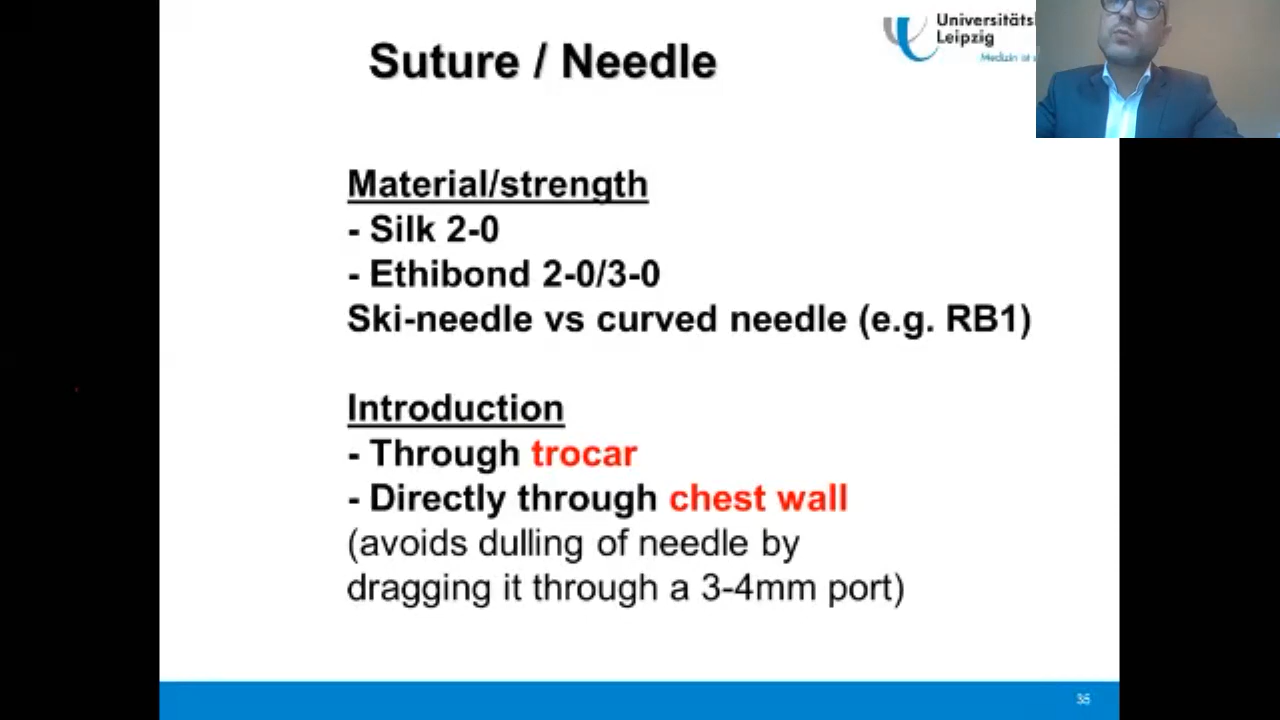 Suture / Needle
Universitäts
Leipzig
Medizin ist
Material/strength
- Silk 2-0
- Ethibond 2-0/3-0
Ski-needle vs curved needle (e.g. RB1)
Introduction
- Through trocar
- Directly through chest wall
(avoids dulling of needle by
dragging it through a 3-4mm port)
35